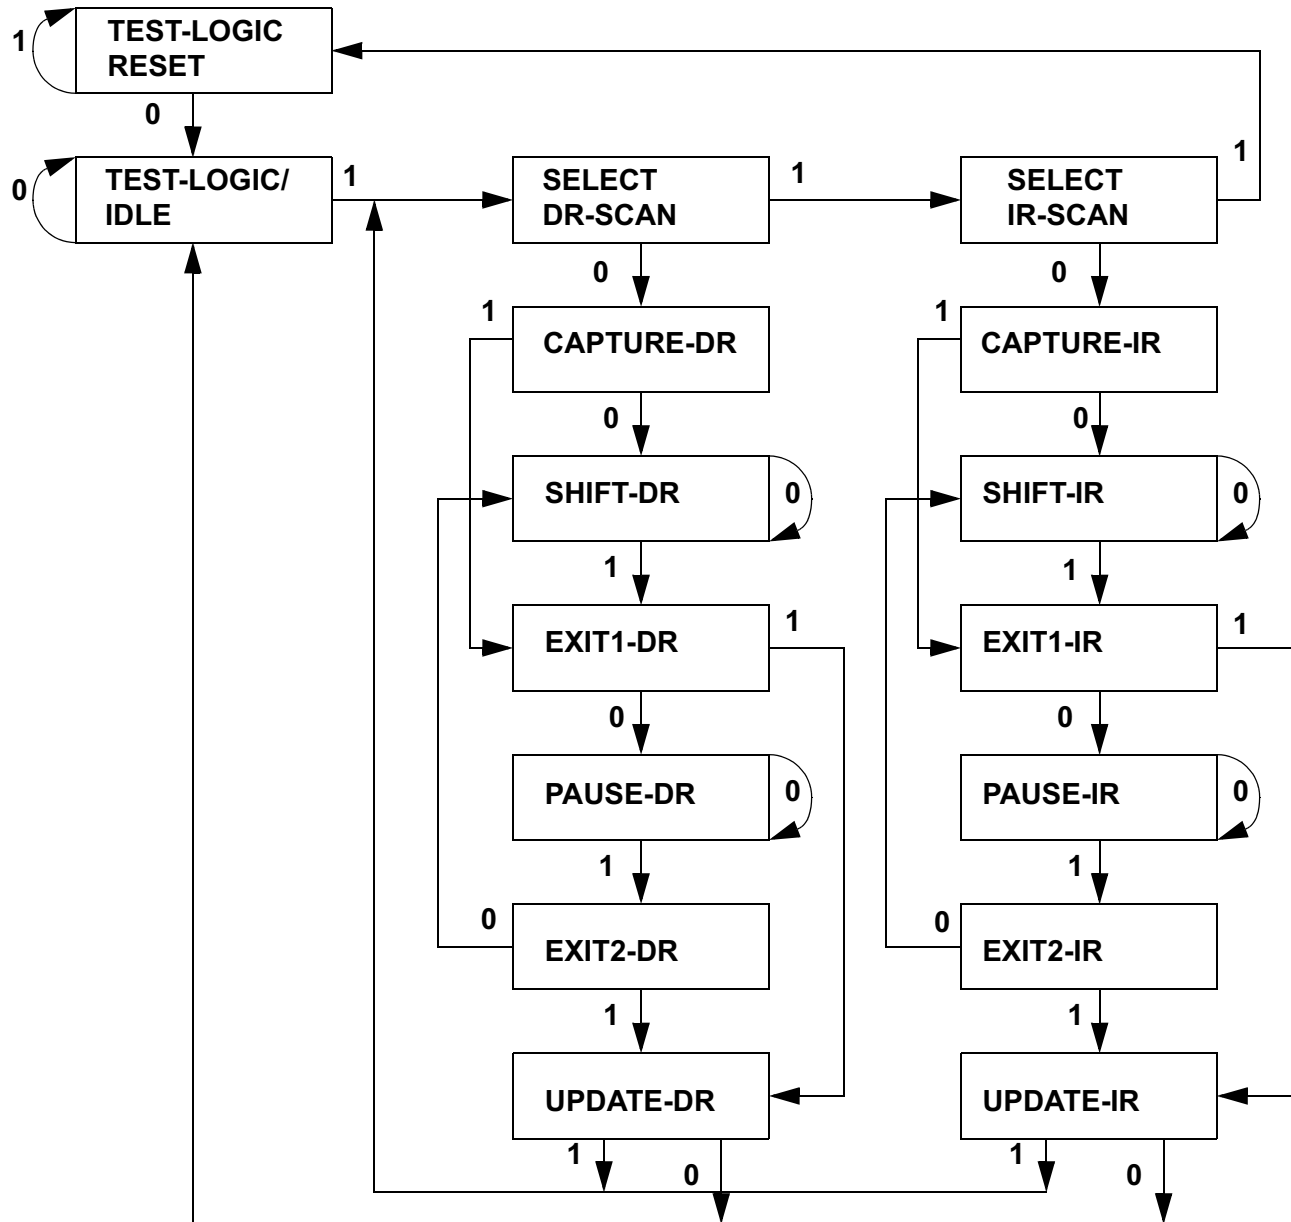 1
TEST-LOGIC
RESET
0
0
TEST-LOGIC/
IDLE
1
SELECT
DR-SCAN
1
SELECT
IR-SCAN
1
0
0
1
CAPTURE-DR
1
CAPTURE-IR
0
0
SHIFT-DR
0
SHIFT-IR
0
1
1
EXIT1-DR
1
EXIT1-IR
1
0
0
PAUSE-DR
0
PAUSE-IR
0
1
1
0
EXIT2-DR
0
EXIT2-IR
1
1
UPDATE-DR
UPDATE-IR
1
0
1
0